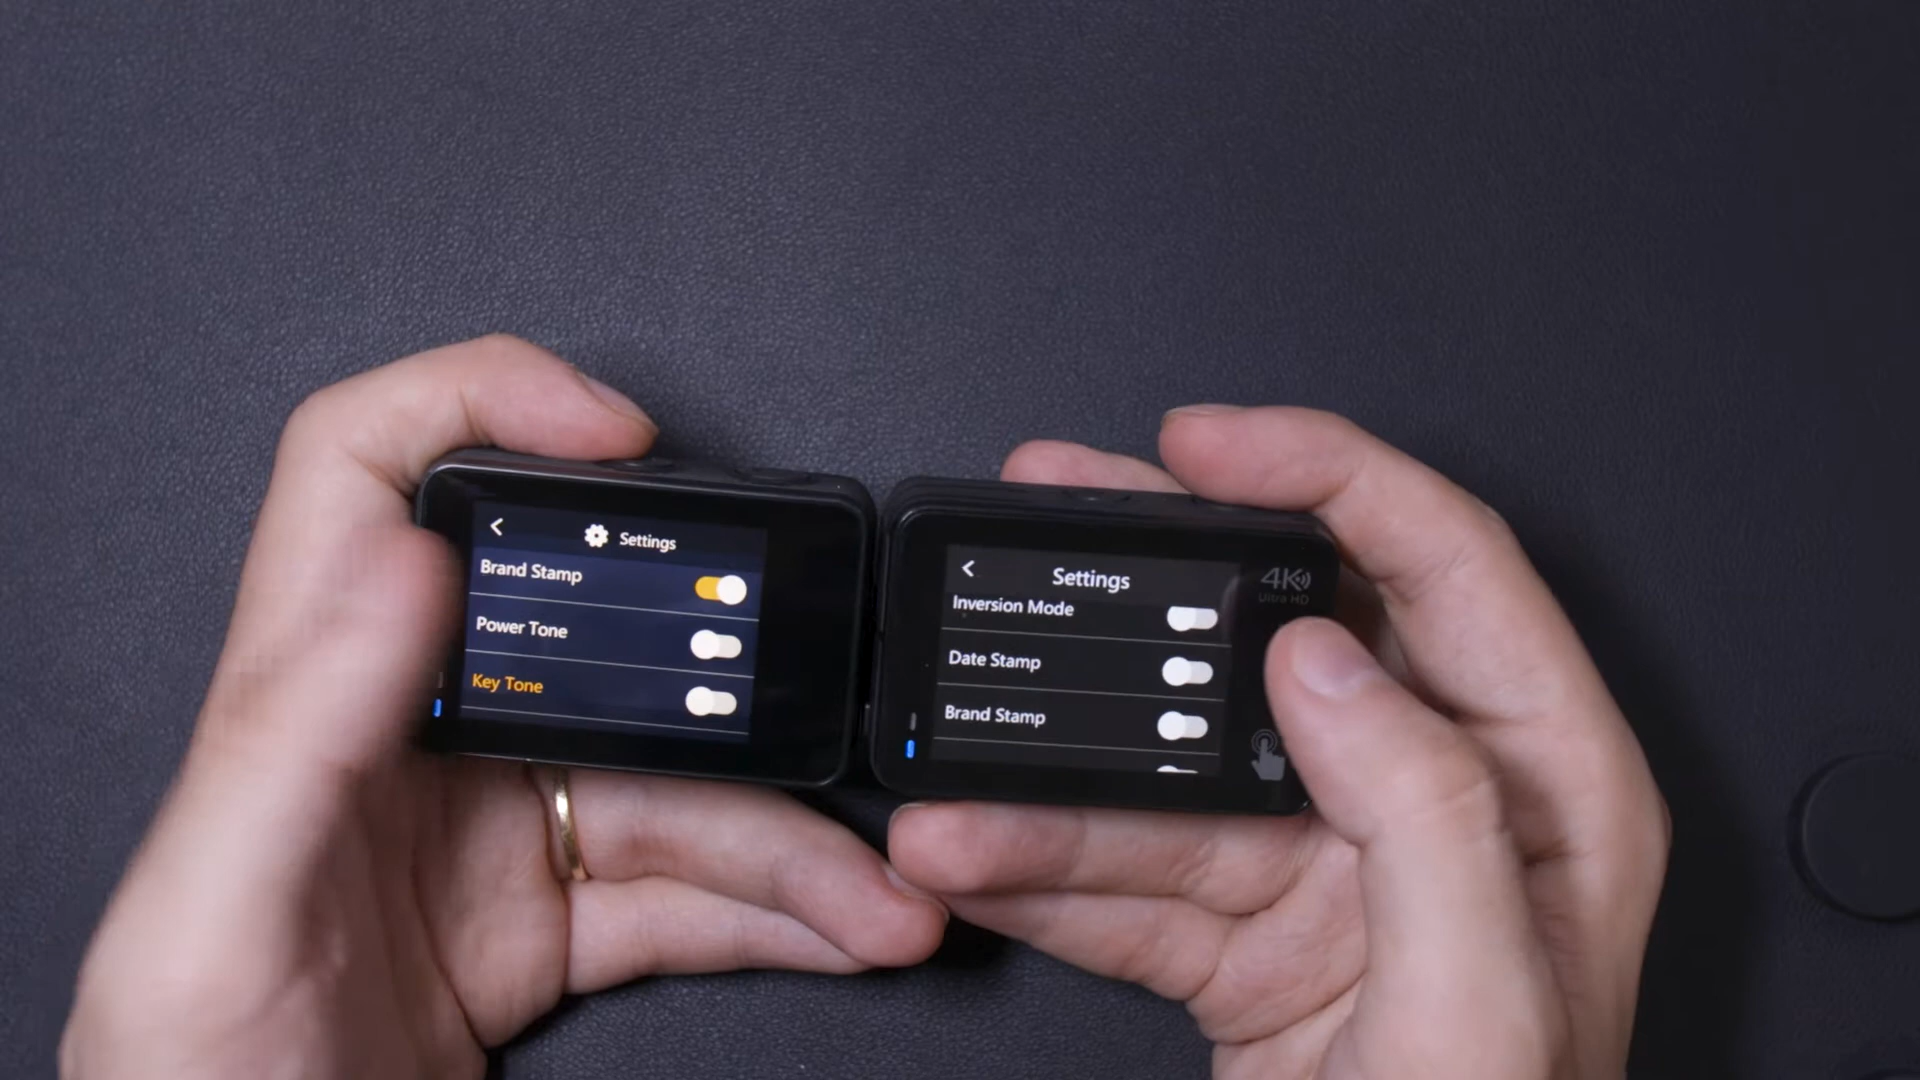 Settings
Brand Stamp
Power Tone
Key Tone
Settings
Inversion Mode
Date Stamp
Brand Stamp
4K
Ultra HD